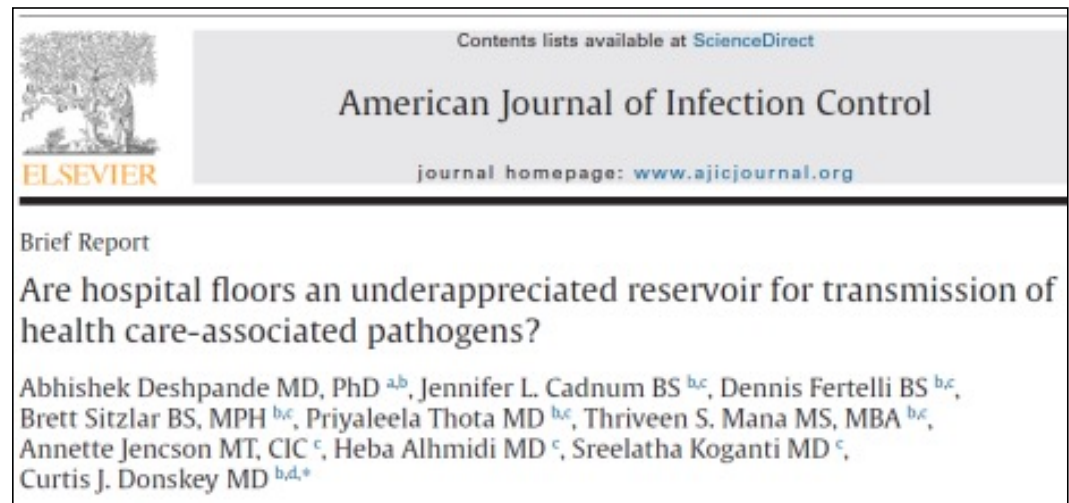 Contents lists available at ScienceDirect
American Journal of Infection Control
ELSEVIER
journal homepage: www.ajicjournal.org
Brief Report
Are hospital floors an underappreciated reservoir for transmission of
health care-associated pathogens?
Abhishek Deshpande MD, PhD a,b, Jennifer L. Cadnum BS b,c, Dennis Fertelli BS b,c,
Brett Sitzlar BS, MPH b,c, Priyaleela Thota MD b,c, Thriveen S. Mana MS, MBA b,c,
Annette Jencson MT, CIC c, Heba Alhmidi MD c, Sreelatha Koganti MD c,
Curtis J. Donskey MD b,d,*